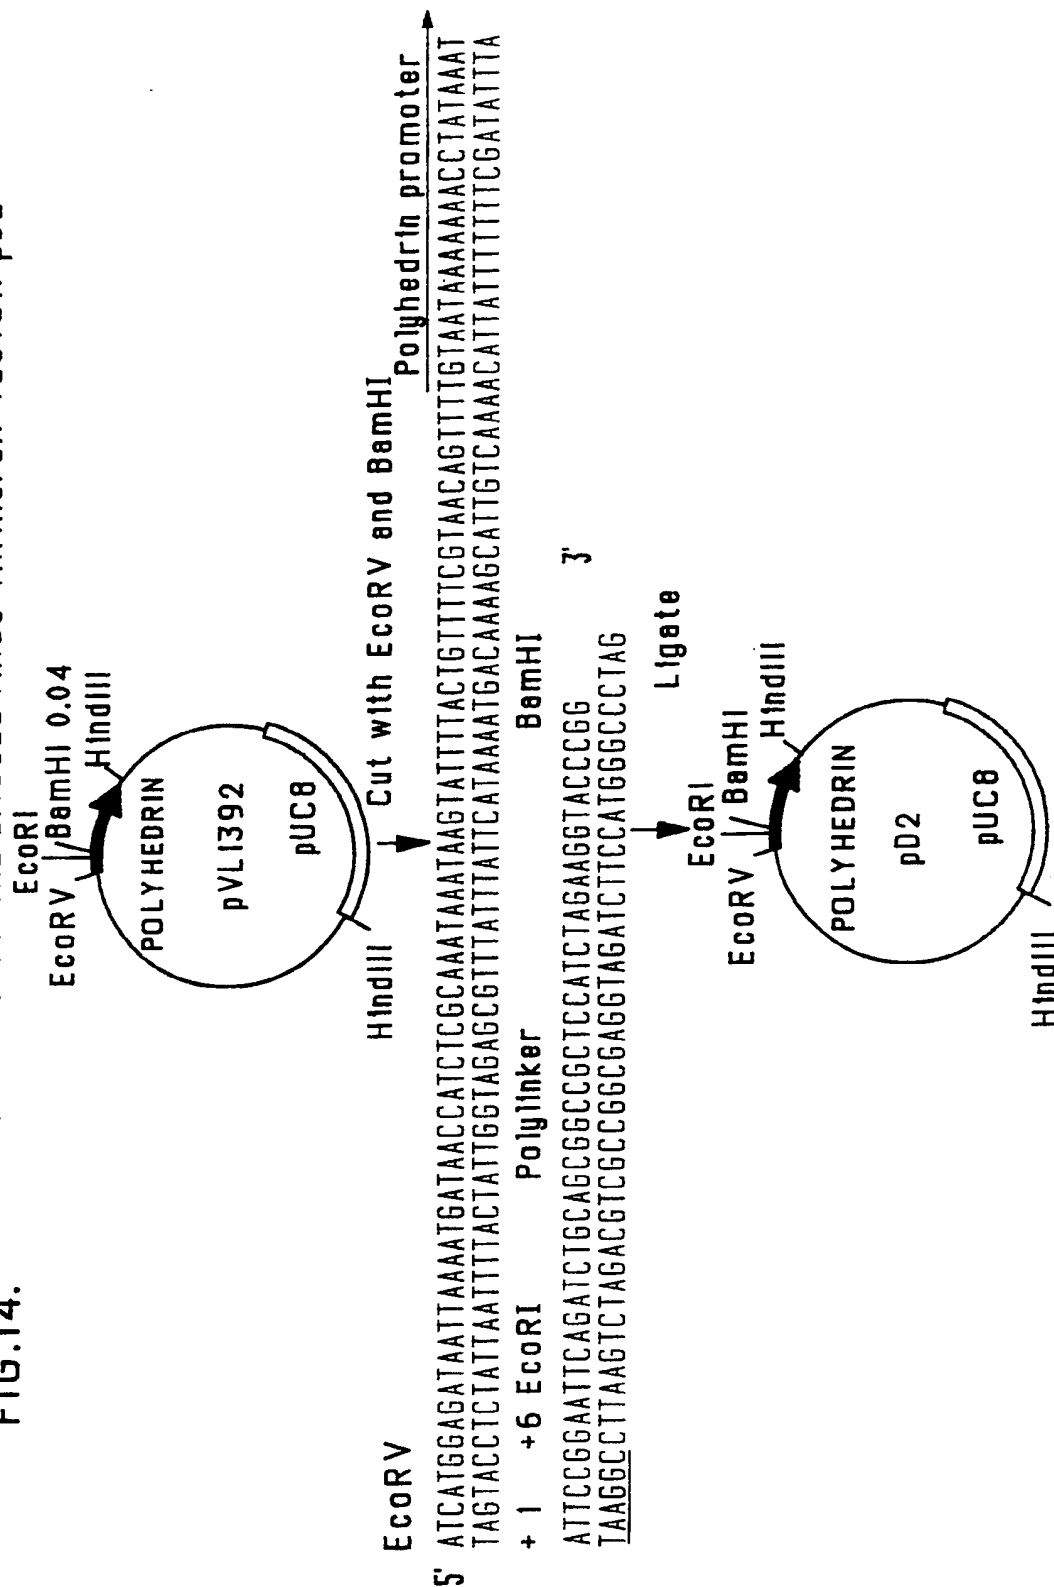 FIG.14.
EcoRI
EcoRV
BamHI 0.04
HindIII
POLYHEDRIN
pVL1392
pUC8
HindIII
Cut with EcoRV and BamHI
EcoRV
Polyhedrin promoter
5' ATCATGGAGATAATTAAAATGATAACCATCTCGCAAATAAATAAGTATTTTACTGTTTTCGTAACAGTTTTGTAATAAAAAAACCTATAAAT
TAGTACCTCTATTAATTTTACTATTGGTAGAGCGTTTATTTATTCATAAAATGACAAAAGCATTGTCAAAACATTATTTTTTTCGATATTTA
+ 1 +6 EcoRI Polylinker BamHI
ATTCCGGAATTCAGATCTGCAGCGGCCGCTCCATCTAGAAGGTACCCGG 3'
TAAGGCCTTAAGTCTAGACGTCGCCGGCGAGGTAGATCTTCCATGGGCCCTAG
Ligate
EcoRI
EcoRV
BamHI
HindIII
POLYHEDRIN
pD2
pUC8
HindIII